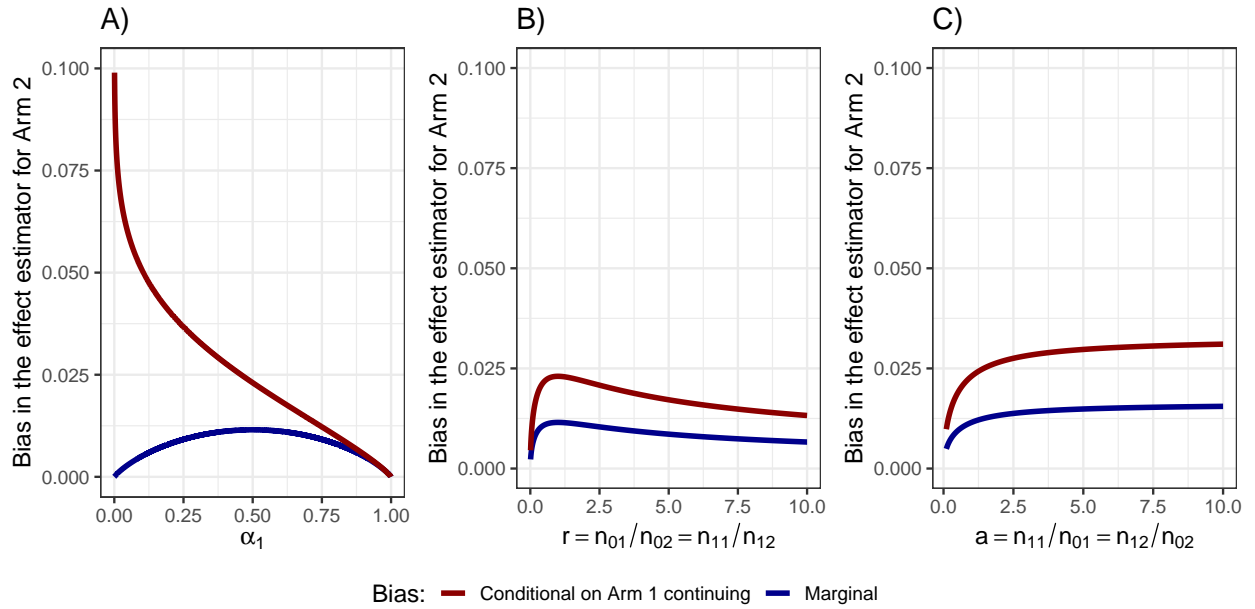 A)
Bias in the effect estimator for Arm 2
0.100
0.075
0.050
0.025
0.000
0.00 0.25 0.50 0.75 1.00
α₁
B)
Bias in the effect estimator for Arm 2
0.100
0.075
0.050
0.025
0.000
0.0 2.5 5.0 7.5 10.0
r = n₀₁/n₀₂ = n₁₁/n₁₂
C)
Bias in the effect estimator for Arm 2
0.100
0.075
0.050
0.025
0.000
0.0 2.5 5.0 7.5 10.0
a = n₁₁/n₀₁ = n₁₂/n₀₂
Bias: Conditional on Arm 1 continuing Marginal